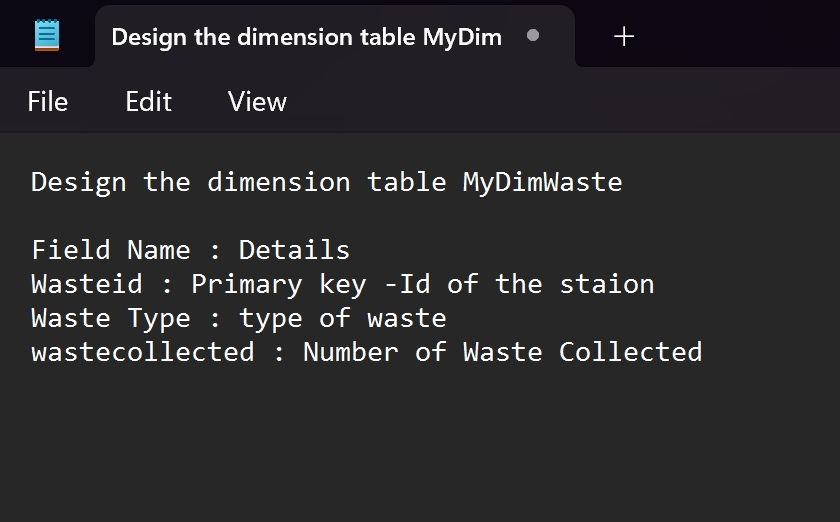 Design the dimension table MyDim
+
File Edit View
Design the dimension table MyDimWaste
Field Name : Details
Wasteid : Primary key -Id of the staion
Waste Type : type of waste
wastecollected : Number of Waste Collected